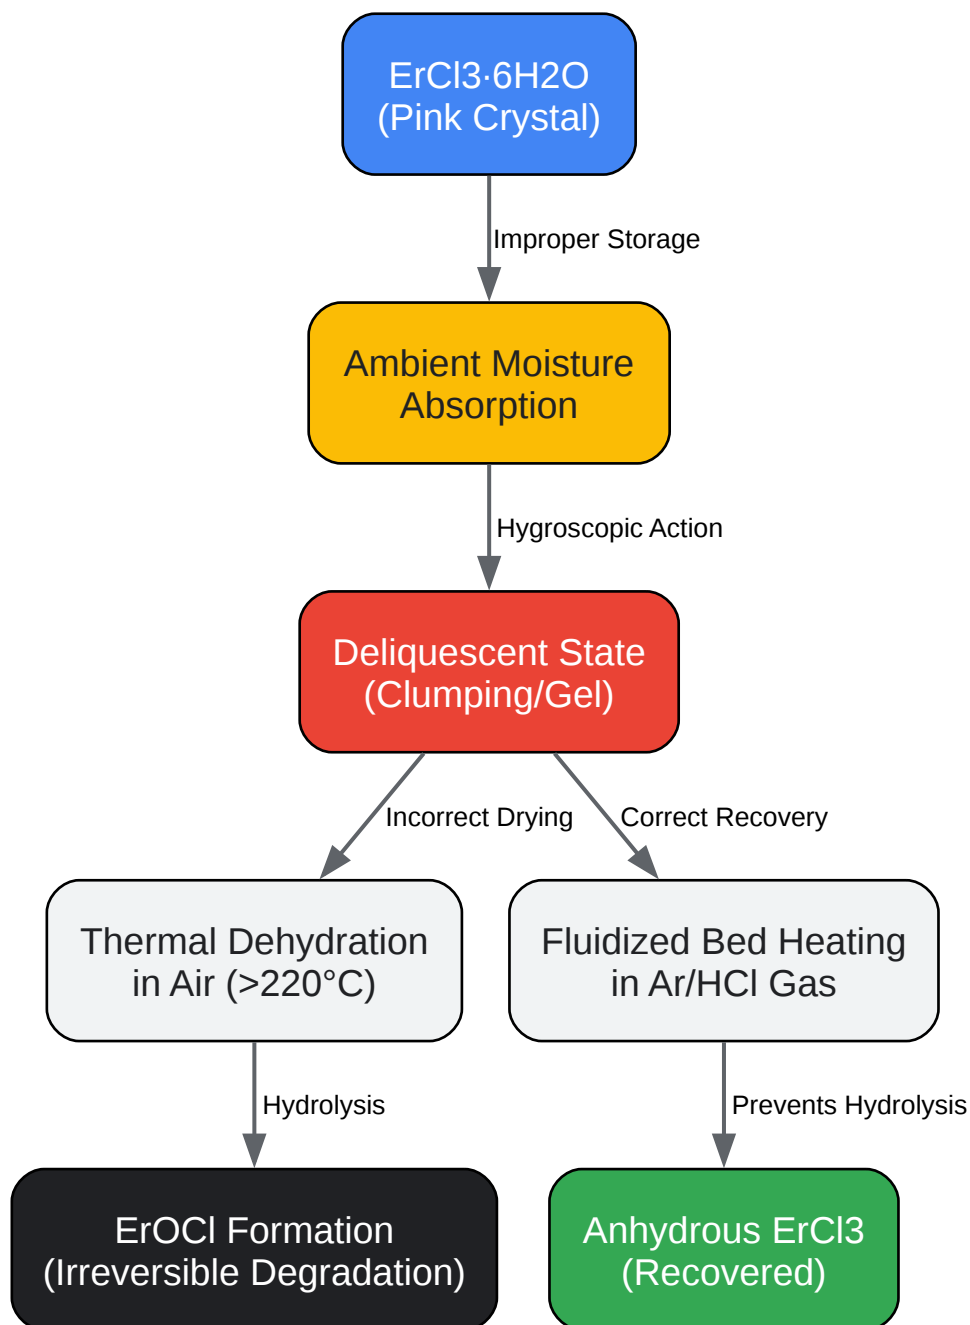 ErCl3·6H2O
(Pink Crystal)
Improper Storage
Ambient Moisture
Absorption
Hygroscopic Action
Deliquescent State
(Clumping/Gel)
Incorrect Drying
Correct Recovery
Thermal Dehydration
in Air (>220°C)
Fluidized Bed Heating
in Ar/HCl Gas
Hydrolysis
Prevents Hydrolysis
ErOCl Formation
(Irreversible Degradation)
Anhydrous ErCl3
(Recovered)